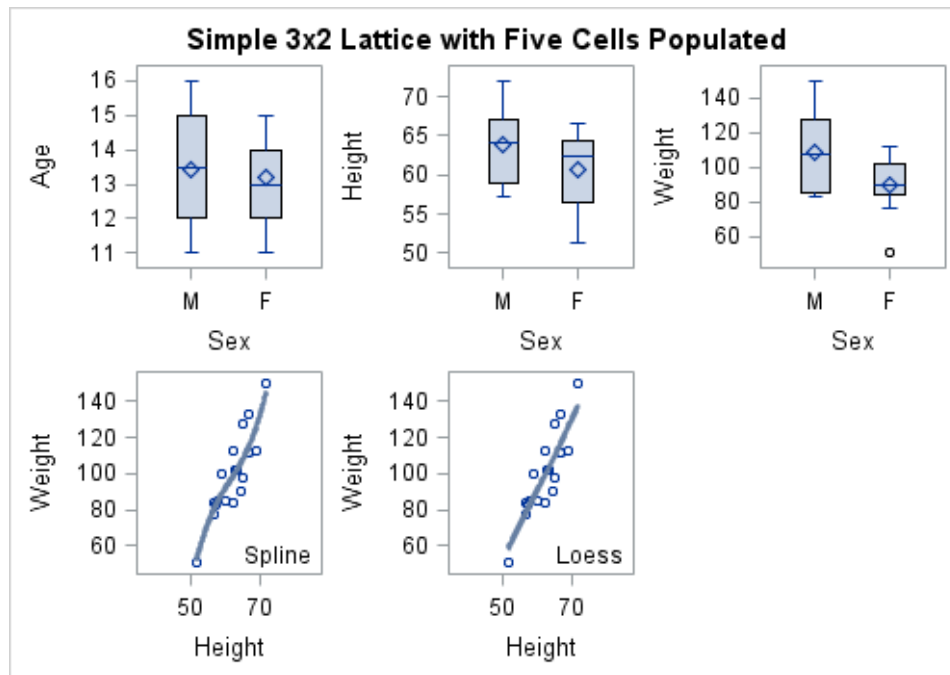 Simple 3x2 Lattice with Five Cells Populated
Age
16
15
14
13
12
11
M F
Sex
Height
70
65
60
55
50
M F
Sex
Weight
140
120
100
80
60
M F
Sex
Weight
140
120
100
80
60
Spline
50 70
Height
Weight
140
120
100
80
60
Loess
50 70
Height